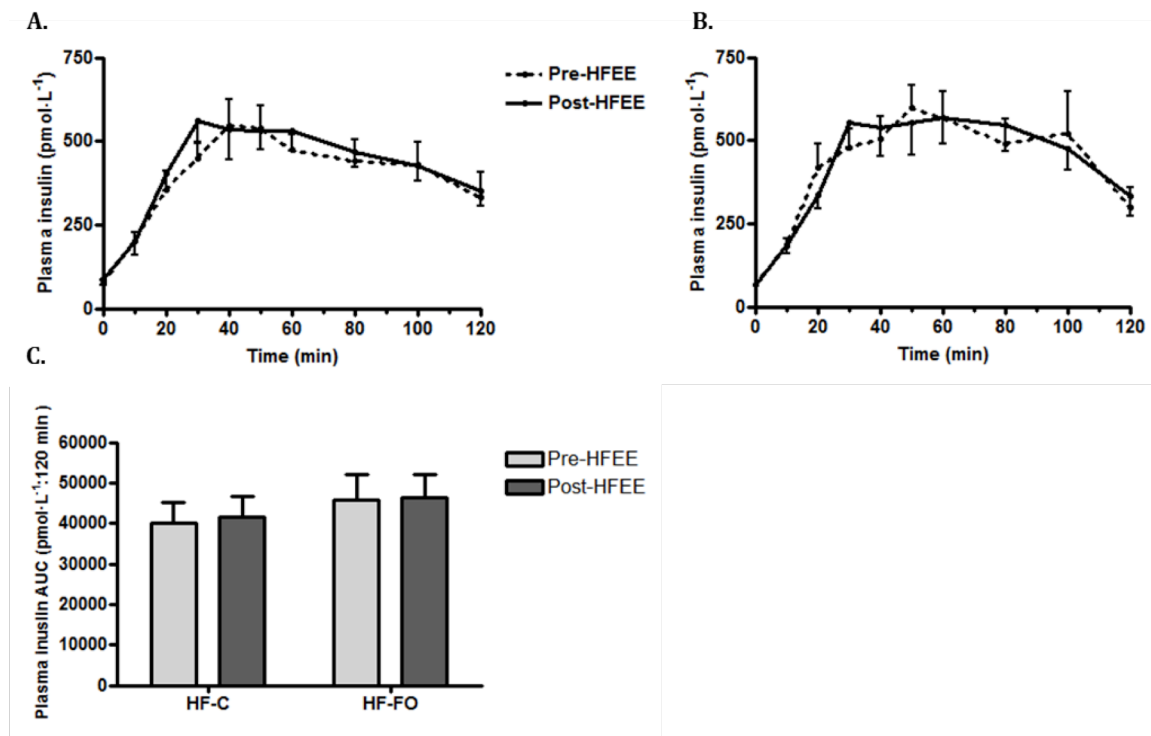 A.
750
500
250
0
Plasma insulin (pmol·L⁻¹)
0 20 40 60 80 100 120
Time (min)
Pre-HFEE
Post-HFEE
B.
750
500
250
0
Plasma insulin (pmol·L⁻¹)
0 20 40 60 80 100 120
Time (min)
C.
60000
50000
40000
30000
20000
10000
0
Plasma Inuslin AUC (pmol·L⁻¹:120 min)
HF-C HF-FO
Pre-HFEE
Post-HFEE